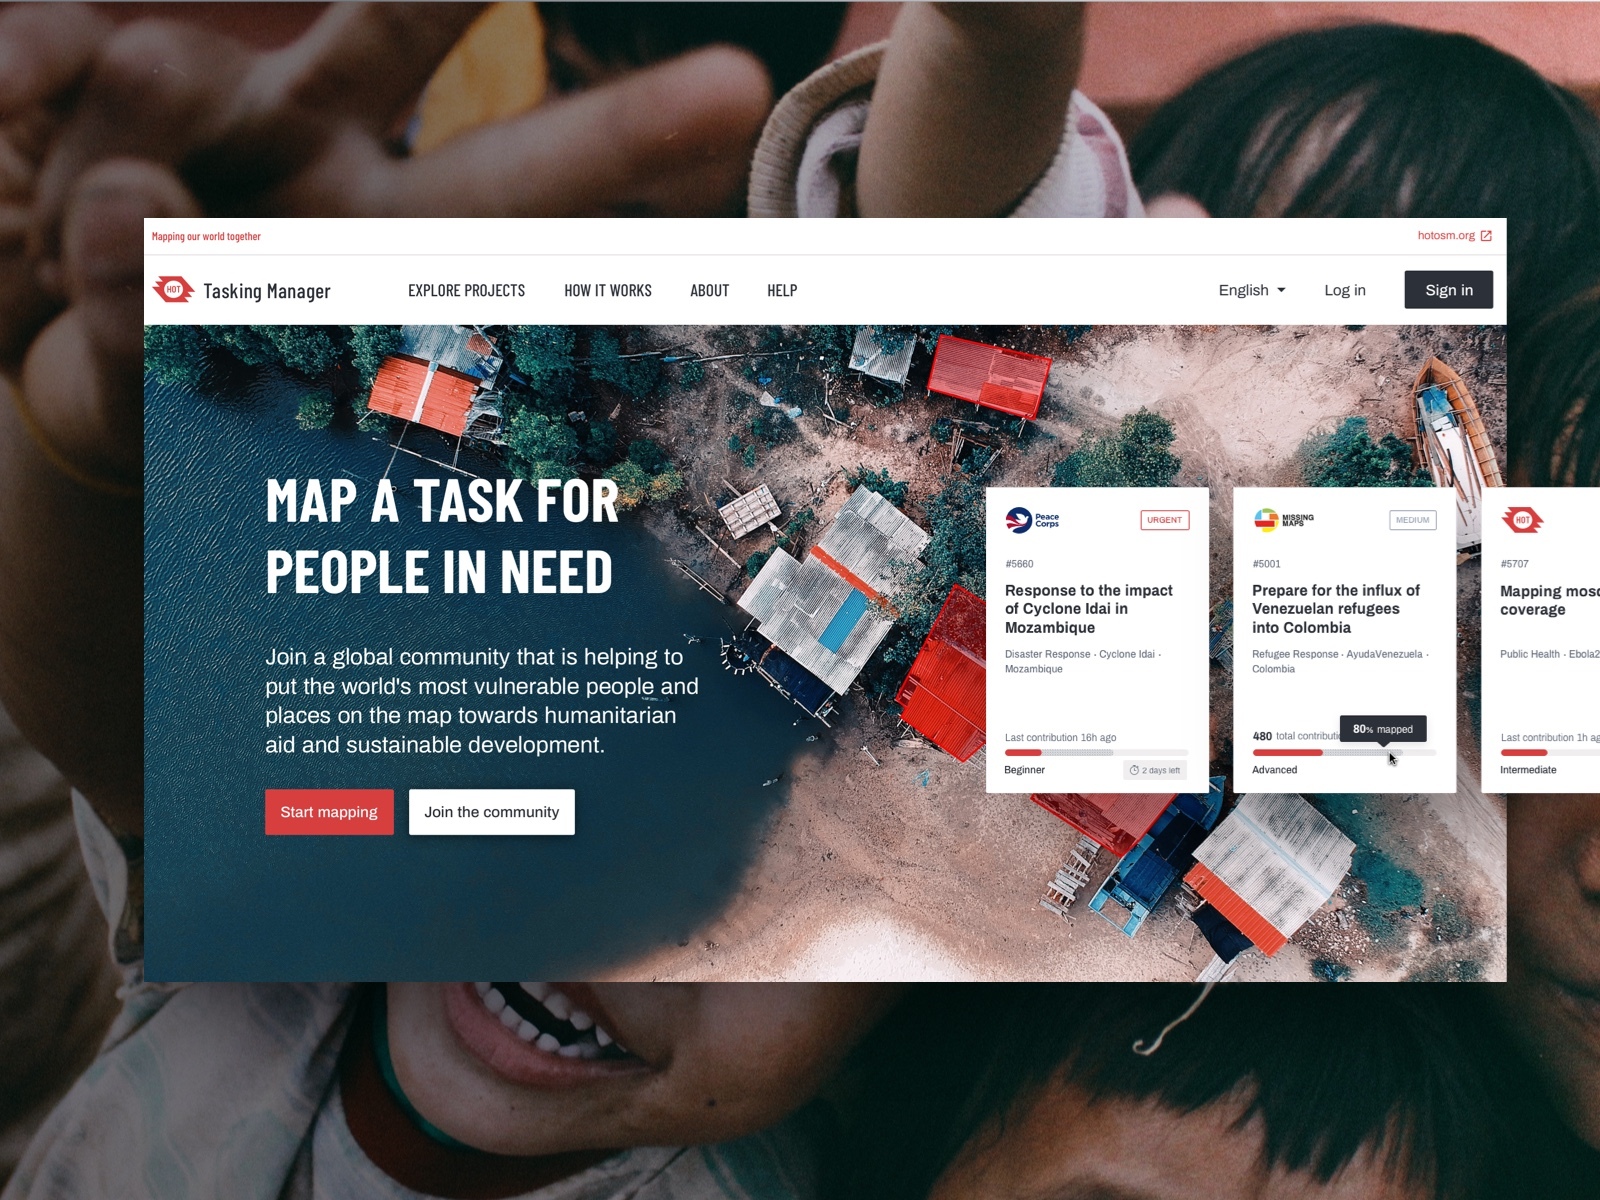 Mapping our world together
hotosm.org
HOT
Tasking Manager
EXPLORE PROJECTS
HOW IT WORKS
ABOUT
HELP
English
Log in
Sign in
MAP A TASK FOR
PEOPLE IN NEED
Join a global community that is helping to
put the world's most vulnerable people and
places on the map towards humanitarian
aid and sustainable development.
Start mapping
Join the community
Peace
Corps
URGENT
#5660
Response to the impact
of Cyclone Idai in
Mozambique
Disaster Response · Cyclone Idai ·
Mozambique
Last contribution 16h ago
Beginner
2 days left
MISSING
MAPS
MEDIUM
#5001
Prepare for the influx of
Venezuelan refugees
into Colombia
Refugee Response · AyudaVenezuela ·
Colombia
80% mapped
480 total contributi
Advanced
HOT
#5707
Mapping mos
coverage
Public Health · Ebola2
Last contribution 1h ag
Intermediate